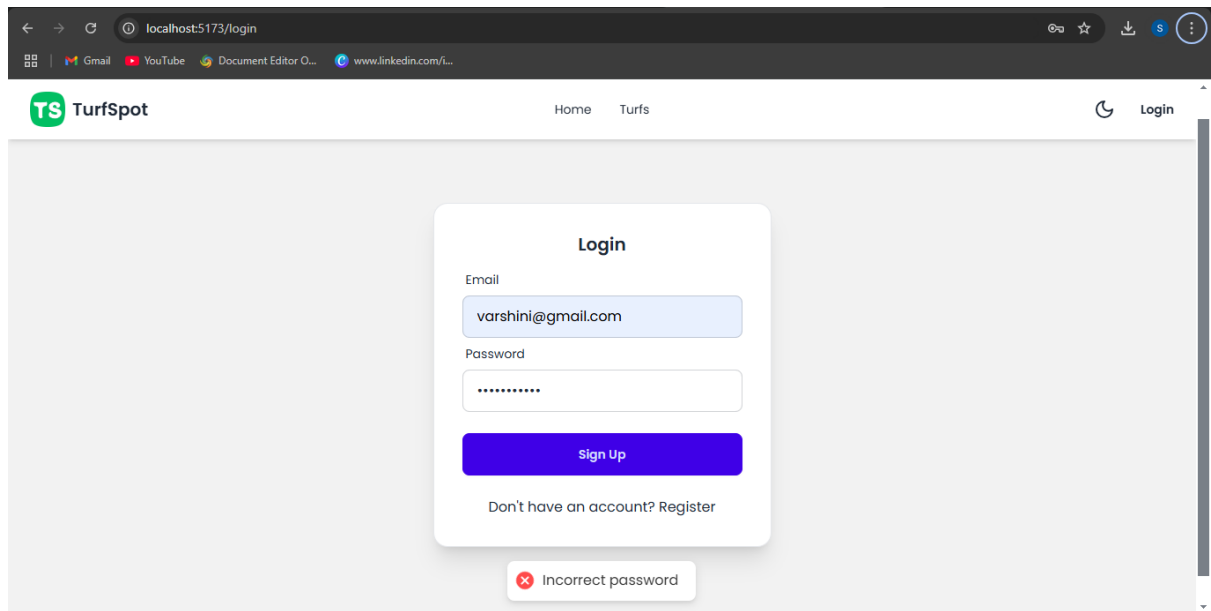 localhost:5173/login
S
Gmail YouTube Document Editor O... www.linkedin.com/i...
TS TurfSpot Home Turfs Login
Login
Email
varshini@gmail.com
Password
•••••••••••
Sign Up
Don't have an account? Register
Incorrect password